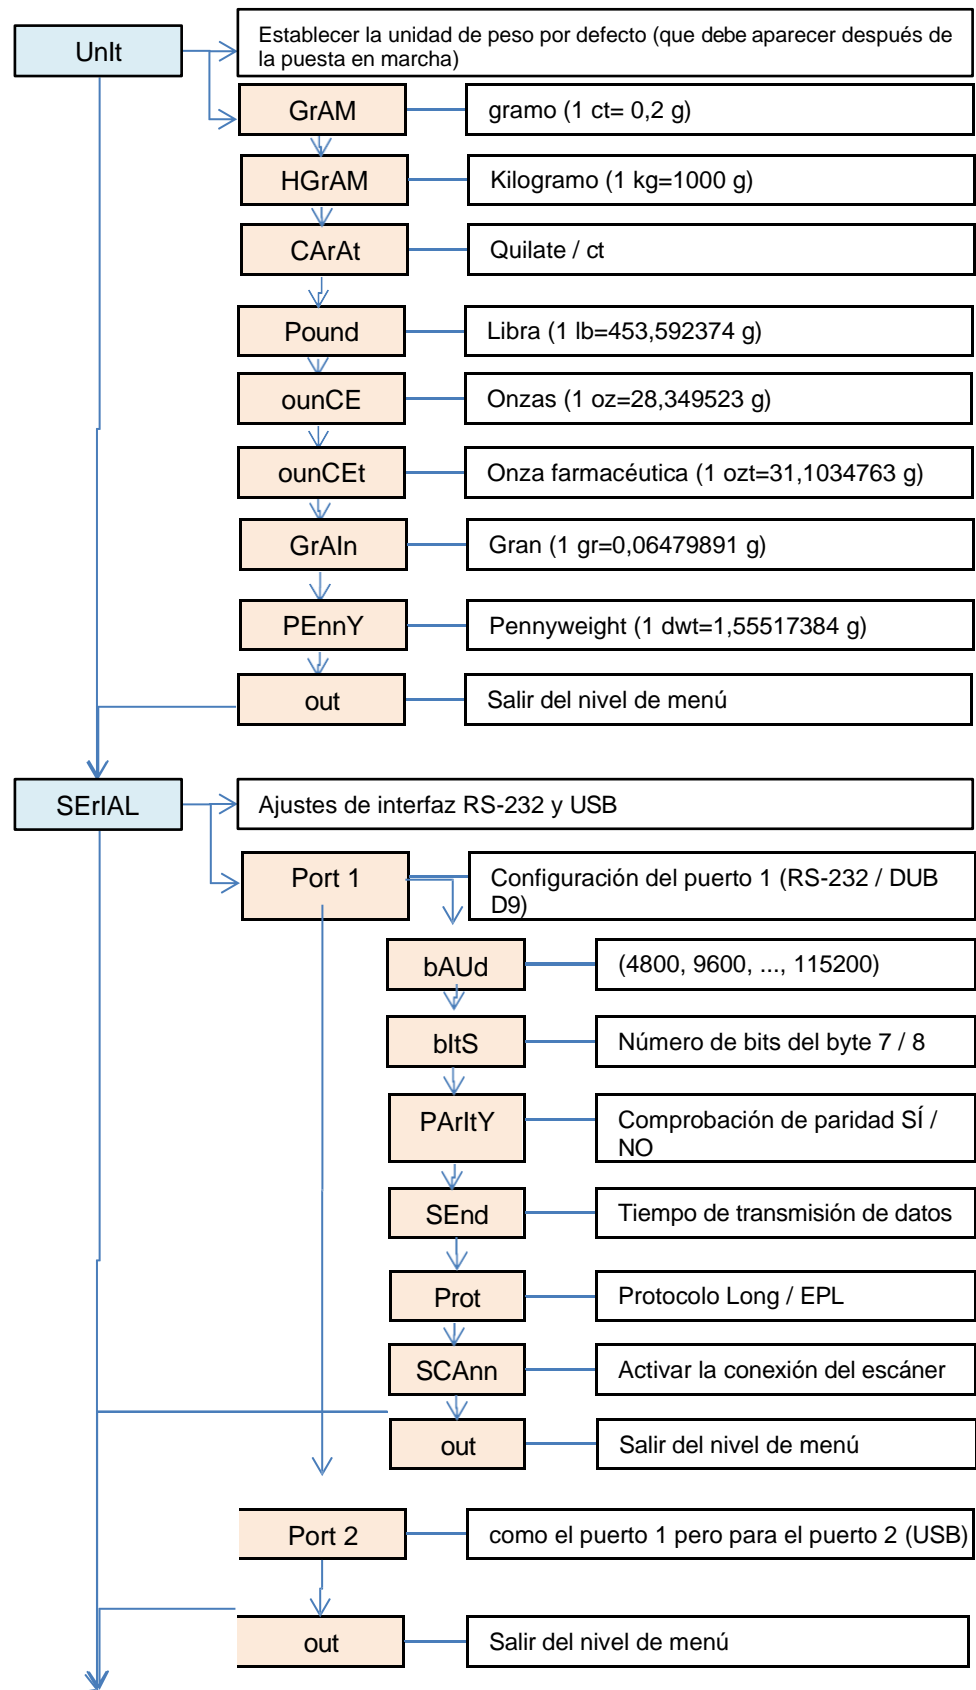 UnIt
Establecer la unidad de peso por defecto (que debe aparecer después de
la puesta en marcha)
GrAM
gramo (1 ct= 0,2 g)
HGrAM
Kilogramo (1 kg=1000 g)
CArAt
Quilate / ct
Pound
Libra (1 lb=453,592374 g)
ounCE
Onzas (1 oz=28,349523 g)
ounCEt
Onza farmacéutica (1 ozt=31,1034763 g)
GrAIn
Gran (1 gr=0,06479891 g)
PEnnY
Pennyweight (1 dwt=1,55517384 g)
out
Salir del nivel de menú
SErIAL
Ajustes de interfaz RS-232 y USB
Port 1
Configuración del puerto 1 (RS-232 / DUB
D9)
bAUd
(4800, 9600, ..., 115200)
bItS
Número de bits del byte 7 / 8
PArItY
Comprobación de paridad SÍ /
NO
SEnd
Tiempo de transmisión de datos
Prot
Protocolo Long / EPL
SCAnn
Activar la conexión del escáner
out
Salir del nivel de menú
Port 2
como el puerto 1 pero para el puerto 2 (USB)
out
Salir del nivel de menú